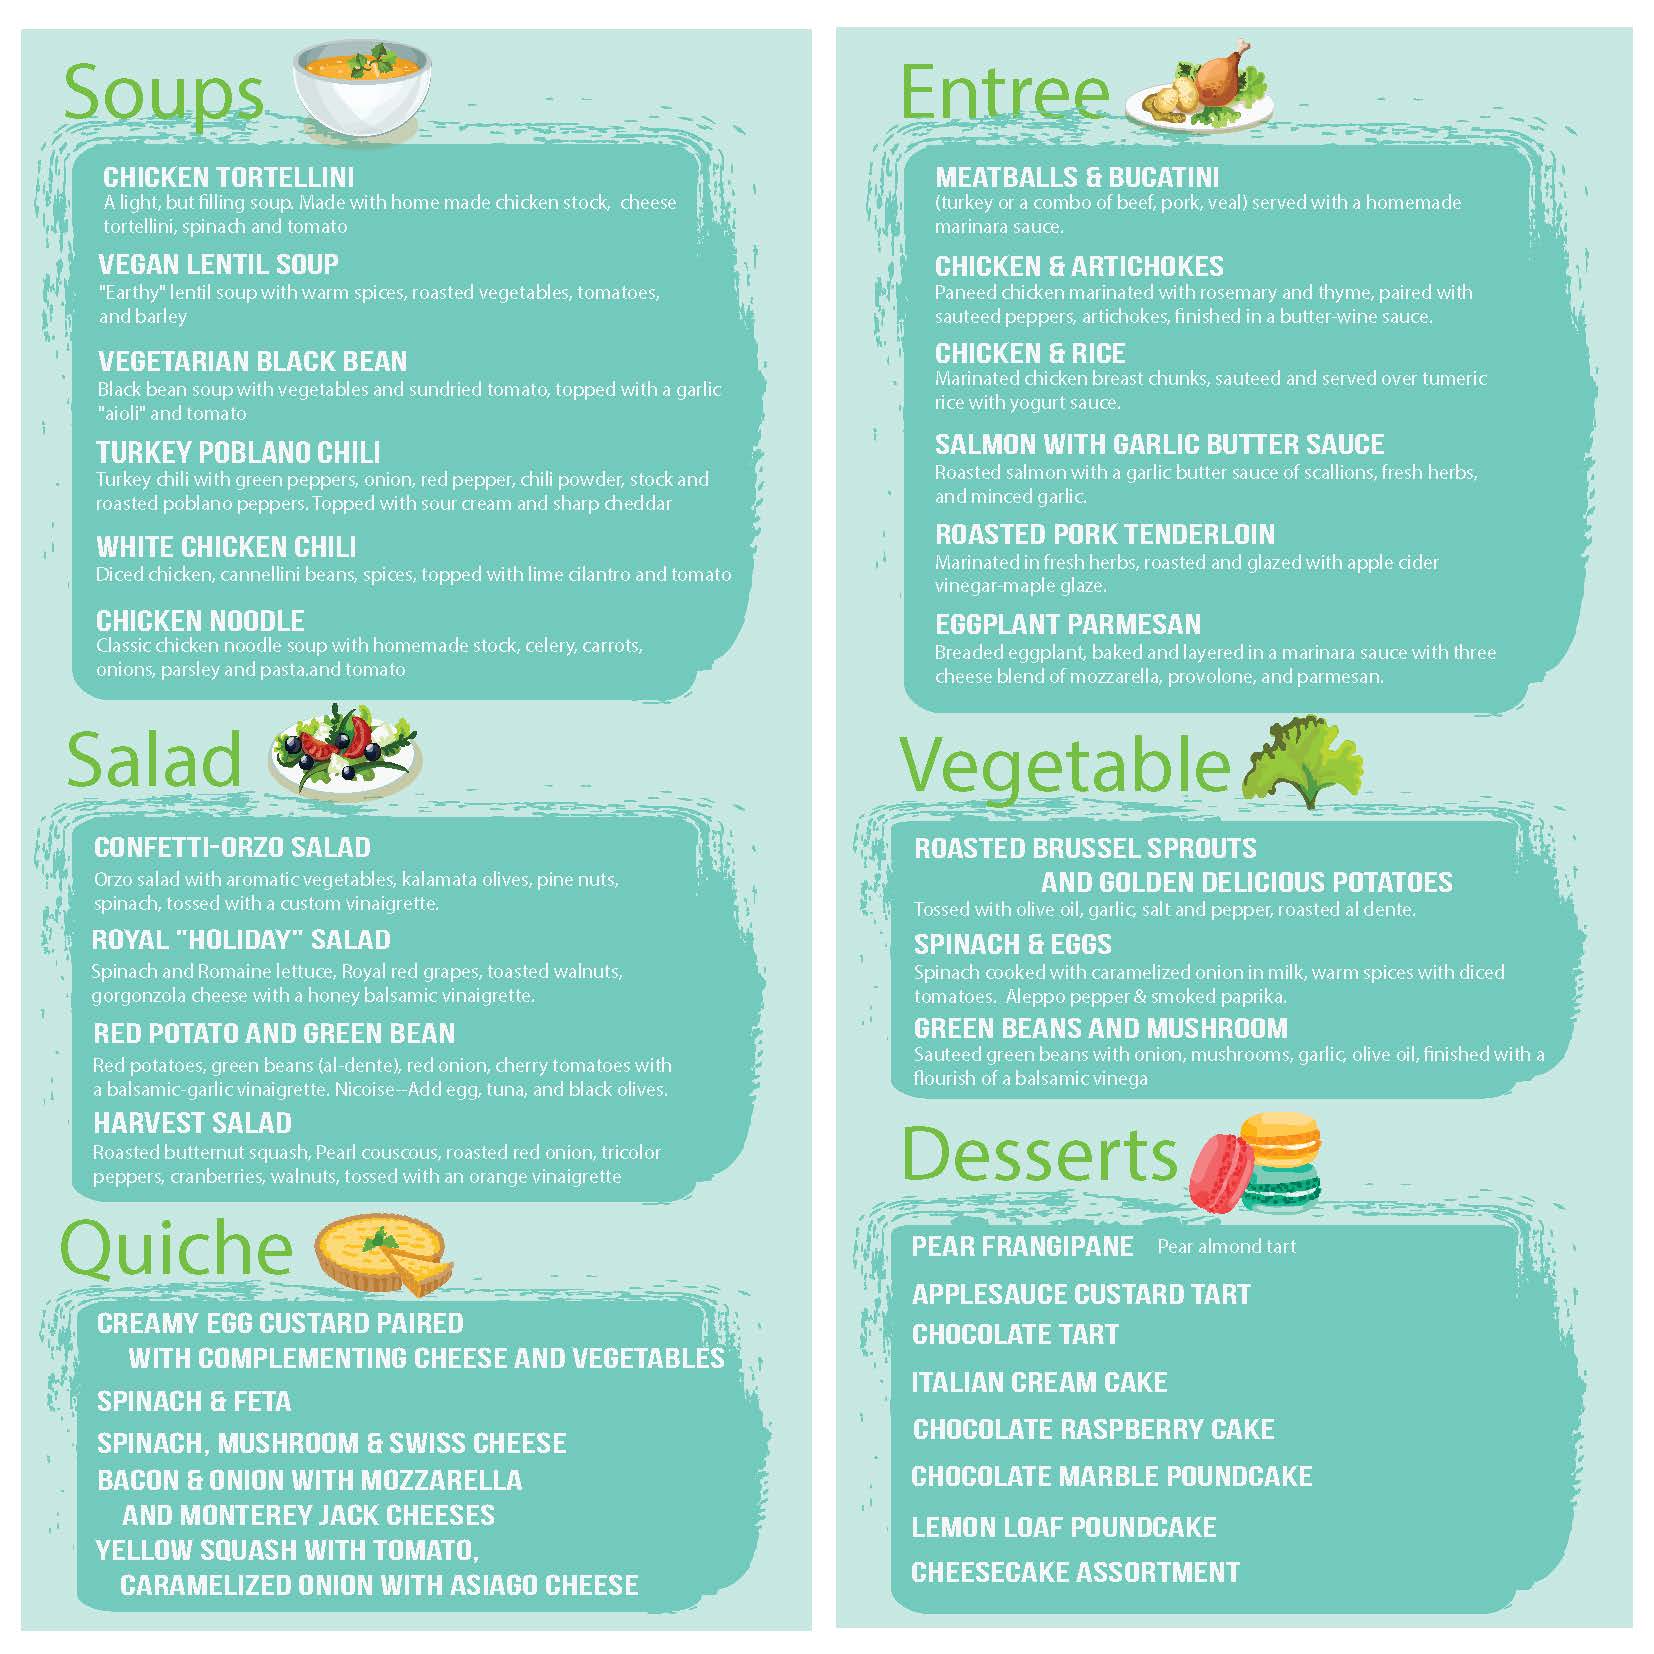 Soups
CHICKEN TORTELLINI
A light, but filling soup. Made with home made chicken stock, cheese
tortellini, spinach and tomato
VEGAN LENTIL SOUP
"Earthy" lentil soup with warm spices, roasted vegetables, tomatoes,
and barley
VEGETARIAN BLACK BEAN
Black bean soup with vegetables and sundried tomato, topped with a garlic
"aioli" and tomato
TURKEY POBLANO CHILI
Turkey chili with green peppers, onion, red pepper, chili powder, stock and
roasted poblano peppers. Topped with sour cream and sharp cheddar
WHITE CHICKEN CHILI
Diced chicken, cannellini beans, spices, topped with lime cilantro and tomato
CHICKEN NOODLE
Classic chicken noodle soup with homemade stock, celery, carrots,
onions, parsley and pasta.and tomato
Salad
CONFETTI-ORZO SALAD
Orzo salad with aromatic vegetables, kalamata olives, pine nuts,
spinach, tossed with a custom vinaigrette.
ROYAL "HOLIDAY" SALAD
Spinach and Romaine lettuce, Royal red grapes, toasted walnuts,
gorgonzola cheese with a honey balsamic vinaigrette.
RED POTATO AND GREEN BEAN
Red potatoes, green beans (al-dente), red onion, cherry tomatoes with
a balsamic-garlic vinaigrette. Nicoise--Add egg, tuna, and black olives.
HARVEST SALAD
Roasted butternut squash, Pearl couscous, roasted red onion, tricolor
peppers, cranberries, walnuts, tossed with an orange vinaigrette
Quiche
CREAMY EGG CUSTARD PAIRED
WITH COMPLEMENTING CHEESE AND VEGETABLES
SPINACH & FETA
SPINACH, MUSHROOM & SWISS CHEESE
BACON & ONION WITH MOZZARELLA
AND MONTEREY JACK CHEESES
YELLOW SQUASH WITH TOMATO,
CARAMELIZED ONION WITH ASIAGO CHEESE
Entree
MEATBALLS & BUCATINI
(turkey or a combo of beef, pork, veal) served with a homemade
marinara sauce.
CHICKEN & ARTICHOKES
Paneed chicken marinated with rosemary and thyme, paired with
sauteed peppers, artichokes, finished in a butter-wine sauce.
CHICKEN & RICE
Marinated chicken breast chunks, sauteed and served over tumeric
rice with yogurt sauce.
SALMON WITH GARLIC BUTTER SAUCE
Roasted salmon with a garlic butter sauce of scallions, fresh herbs,
and minced garlic.
ROASTED PORK TENDERLOIN
Marinated in fresh herbs, roasted and glazed with apple cider
vinegar-maple glaze.
EGGPLANT PARMESAN
Breaded eggplant, baked and layered in a marinara sauce with three
cheese blend of mozzarella, provolone, and parmesan.
Vegetable
ROASTED BRUSSEL SPROUTS
AND GOLDEN DELICIOUS POTATOES
Tossed with olive oil, garlic, salt and pepper, roasted al dente.
SPINACH & EGGS
Spinach cooked with caramelized onion in milk, warm spices with diced
tomatoes. Aleppo pepper & smoked paprika.
GREEN BEANS AND MUSHROOM
Sauteed green beans with onion, mushrooms, garlic, olive oil, finished with a
flourish of a balsamic vinega
Desserts
PEAR FRANGIPANE Pear almond tart
APPLESAUCE CUSTARD TART
CHOCOLATE TART
ITALIAN CREAM CAKE
CHOCOLATE RASPBERRY CAKE
CHOCOLATE MARBLE POUNDCAKE
LEMON LOAF POUNDCAKE
CHEESECAKE ASSORTMENT